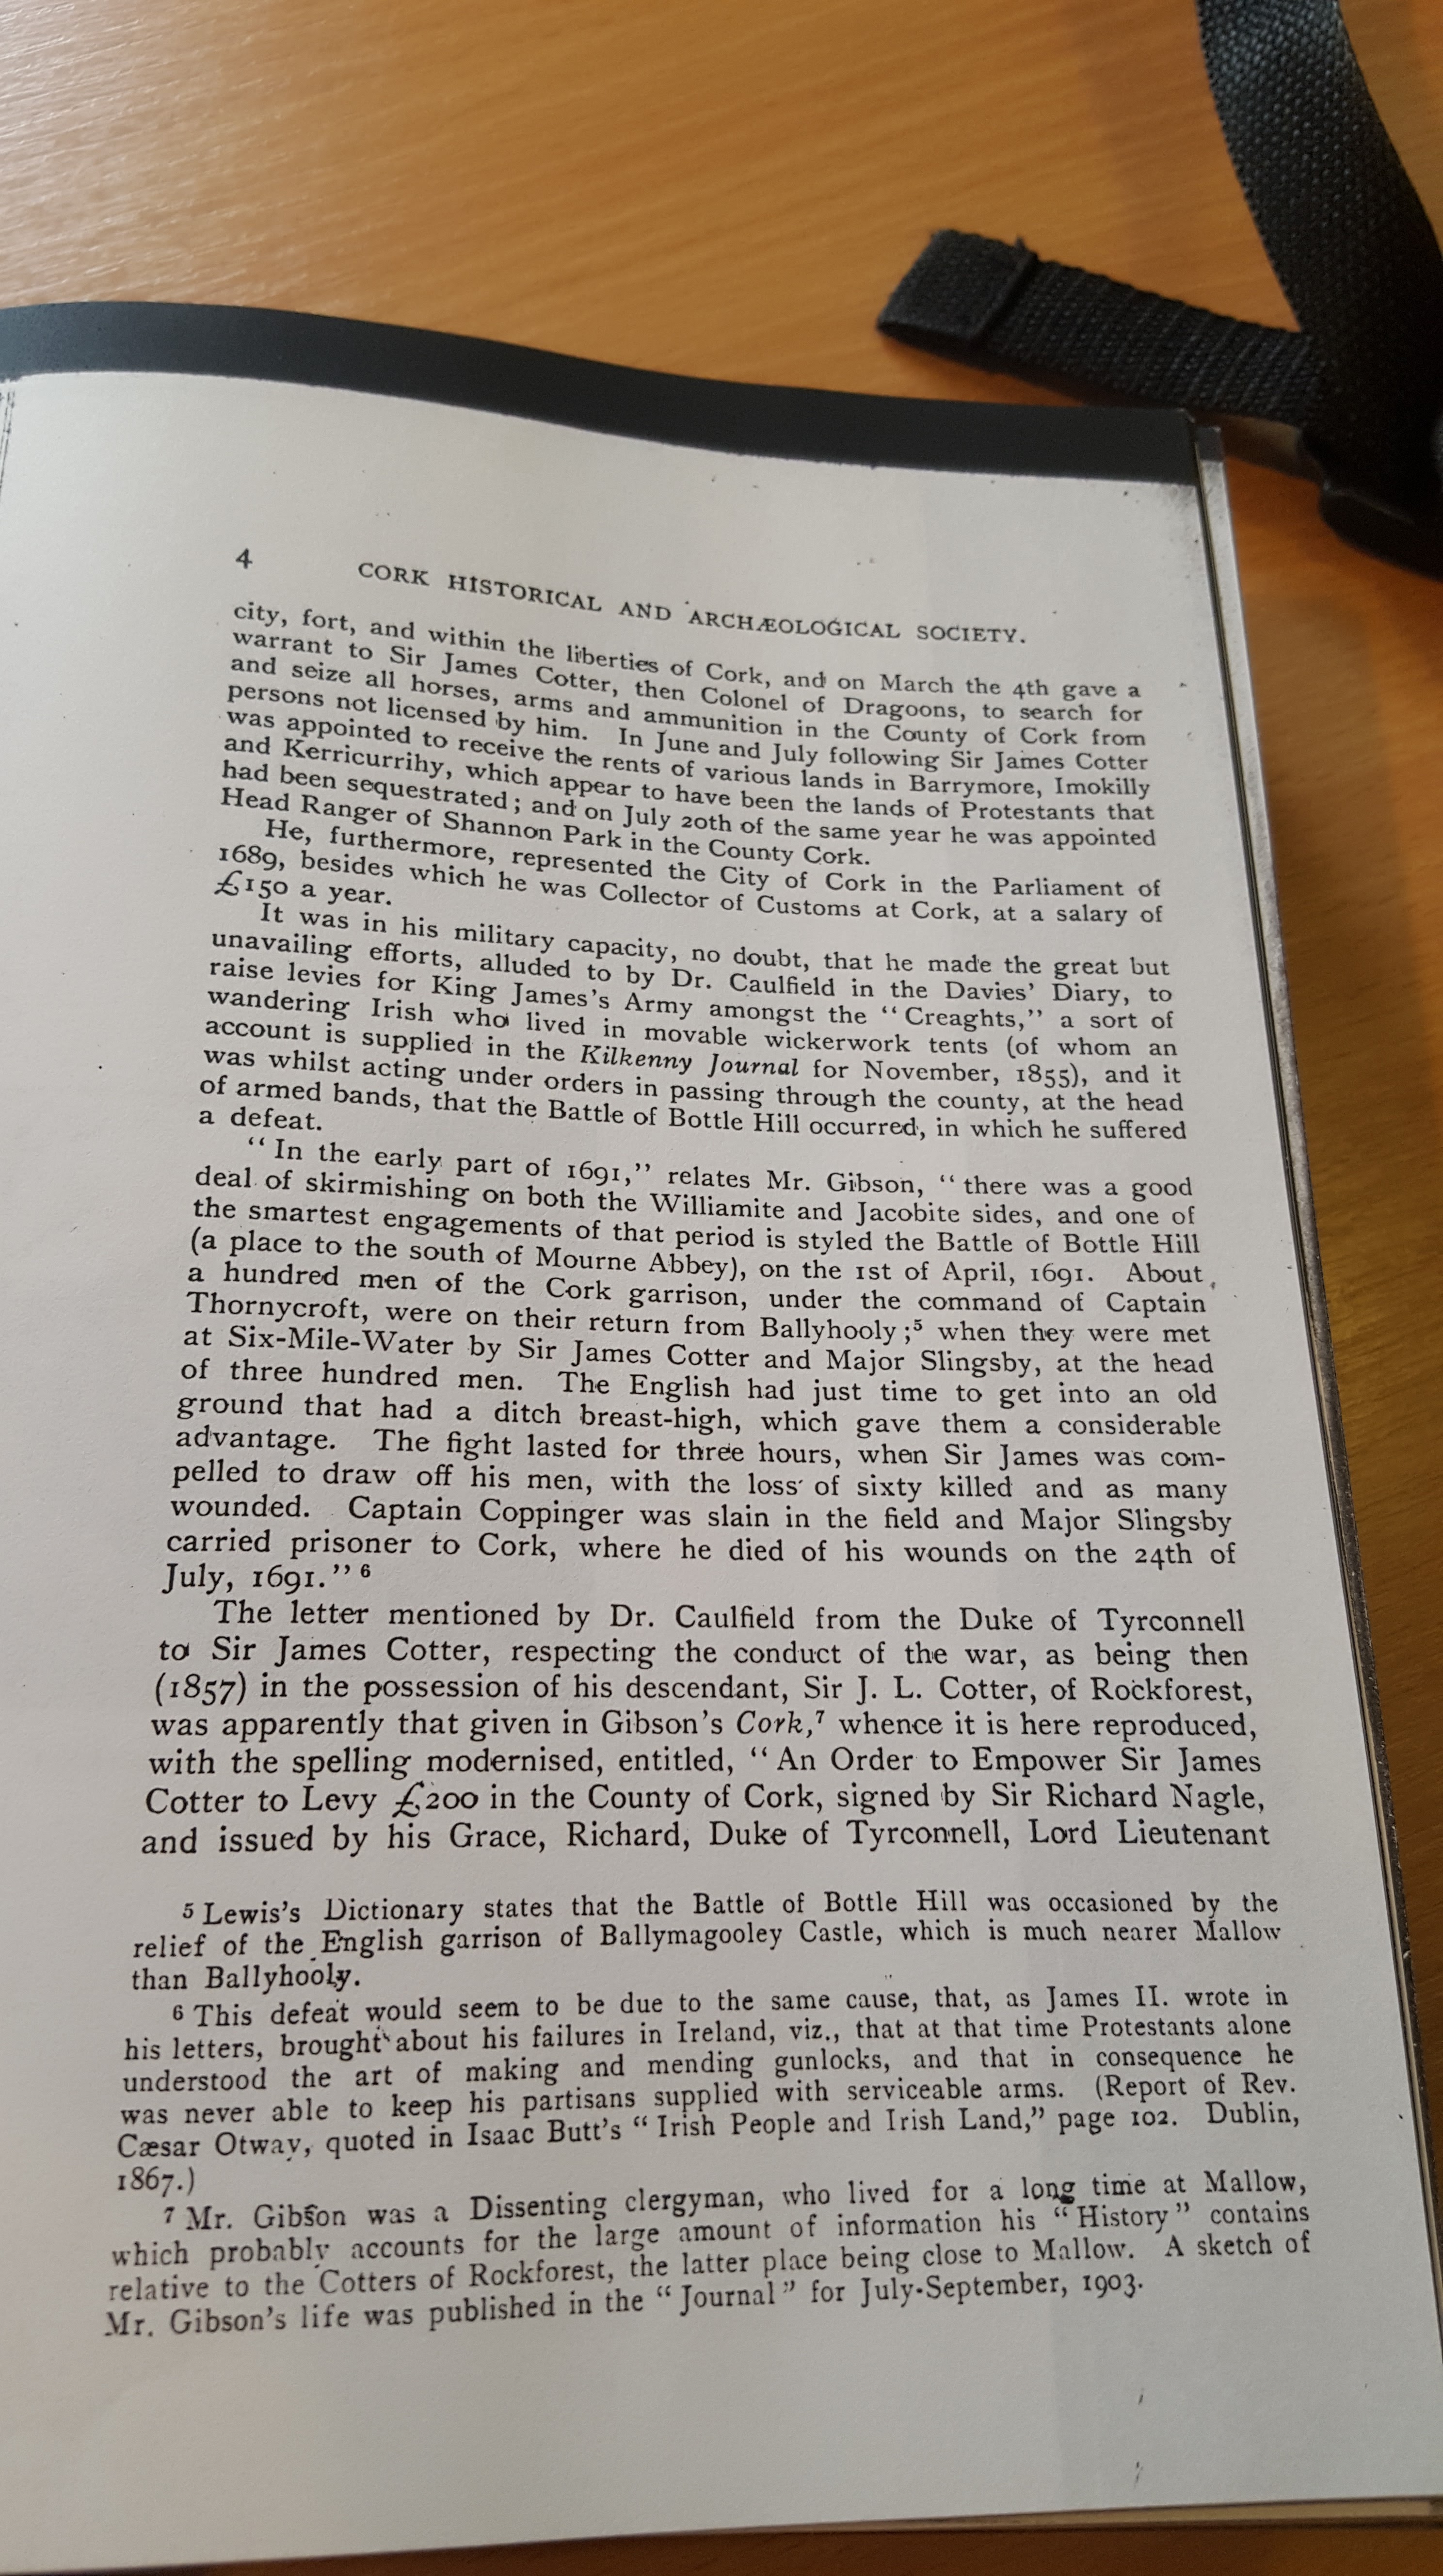 4 CORK HISTORICAL AND ARCHÆOLOGICAL SOCIETY.
city, fort, and within the liberties of Cork, and on March the 4th gave a
warrant to Sir James Cotter, then Colonel of Dragoons, to search for
and seize all horses, arms and ammunition in the County of Cork from
persons not licensed by him. In June and July following Sir James Cotter
was appointed to receive the rents of various lands in Barrymore, Imokilly
and Kerricurrihy, which appear to have been the lands of Protestants that
had been sequestrated; and on July 20th of the same year he was appointed
Head Ranger of Shannon Park in the County Cork.
He, furthermore, represented the City of Cork in the Parliament of
1689, besides which he was Collector of Customs at Cork, at a salary of
£150 a year.
It was in his military capacity, no doubt, that he made the great but
unavailing efforts, alluded to by Dr. Caulfield in the Davies' Diary, to
raise levies for King James's Army amongst the "Creaghts," a sort of
wandering Irish who lived in movable wickerwork tents (of whom an
account is supplied in the Kilkenny Journal for November, 1855), and it
was whilst acting under orders in passing through the county, at the head
of armed bands, that the Battle of Bottle Hill occurred, in which he suffered
a defeat.
"In the early part of 1691," relates Mr. Gibson, "there was a good
deal of skirmishing on both the Williamite and Jacobite sides, and one of
the smartest engagements of that period is styled the Battle of Bottle Hill
(a place to the south of Mourne Abbey), on the 1st of April, 1691. About
a hundred men of the Cork garrison, under the command of Captain
Thornycroft, were on their return from Ballyhooly;5 when they were met
at Six-Mile-Water by Sir James Cotter and Major Slingsby, at the head
of three hundred men. The English had just time to get into an old
ground that had a ditch breast-high, which gave them a considerable
advantage. The fight lasted for three hours, when Sir James was com-
pelled to draw off his men, with the loss of sixty killed and as many
wounded. Captain Coppinger was slain in the field and Major Slingsby
carried prisoner to Cork, where he died of his wounds on the 24th of
July, 1691."6
The letter mentioned by Dr. Caulfield from the Duke of Tyrconnell
to Sir James Cotter, respecting the conduct of the war, as being then
(1857) in the possession of his descendant, Sir J. L. Cotter, of Rockforest,
was apparently that given in Gibson's Cork,7 whence it is here reproduced,
with the spelling modernised, entitled, "An Order to Empower Sir James
Cotter to Levy £200 in the County of Cork, signed by Sir Richard Nagle,
and issued by his Grace, Richard, Duke of Tyrconnell, Lord Lieutenant
5 Lewis's Dictionary states that the Battle of Bottle Hill was occasioned by the
relief of the English garrison of Ballymagooley Castle, which is much nearer Mallow
than Ballyhooly.
6 This defeat would seem to be due to the same cause, that, as James II. wrote in
his letters, brought about his failures in Ireland, viz., that at that time Protestants alone
understood the art of making and mending gunlocks, and that in consequence he
was never able to keep his partisans supplied with serviceable arms. (Report of Rev.
Cæsar Otway, quoted in Isaac Butt's "Irish People and Irish Land," page 102. Dublin,
1867.)
7 Mr. Gibson was a Dissenting clergyman, who lived for a long time at Mallow,
which probably accounts for the large amount of information his "History" contains
relative to the Cotters of Rockforest, the latter place being close to Mallow. A sketch of
Mr. Gibson's life was published in the "Journal" for July-September, 1903.